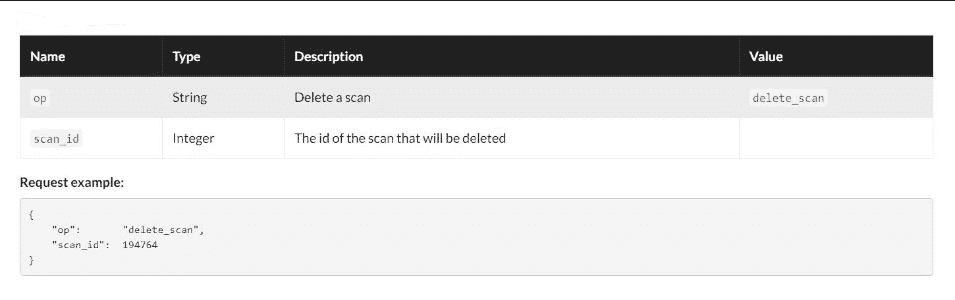 Name Type Description Value
op String Delete a scan delete_scan
scan_id Integer The id of the scan that will be deleted
Request example:
{
"op": "delete_scan",
"scan_id": 194764
}